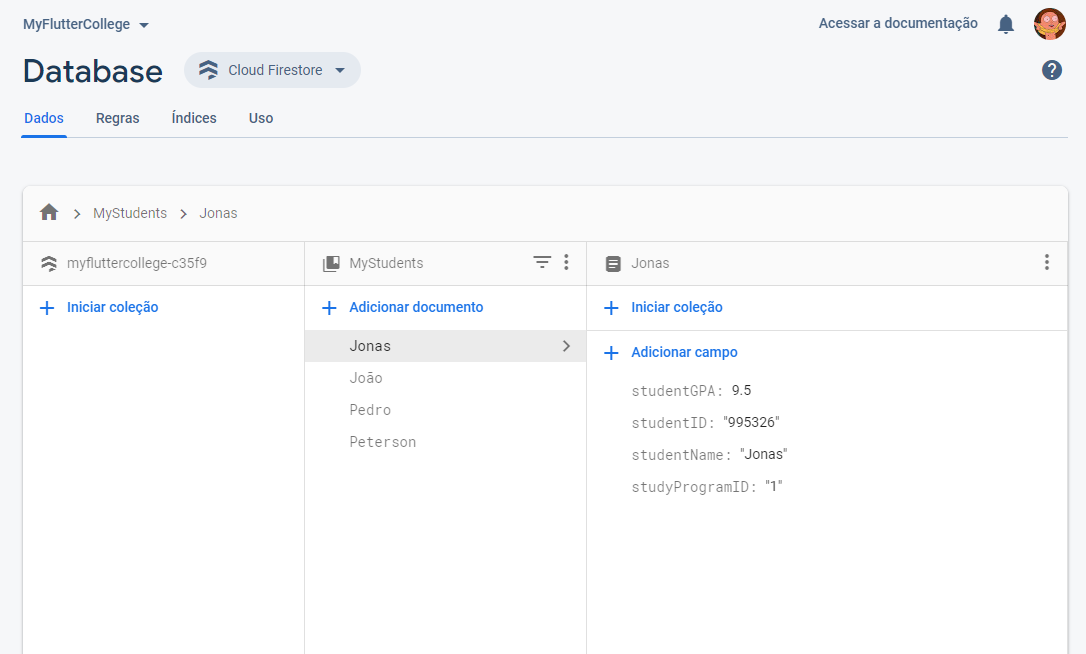 MyFlutterCollege
Acessar a documentação
Database
Cloud Firestore
Dados
Regras
Índices
Uso
MyStudents
Jonas
myfluttercollege-c35f9
Iniciar coleção
MyStudents
Adicionar documento
Jonas
João
Pedro
Peterson
Jonas
Iniciar coleção
Adicionar campo
studentGPA: 9.5
studentID: "995326"
studentName: "Jonas"
studyProgramID: "1"